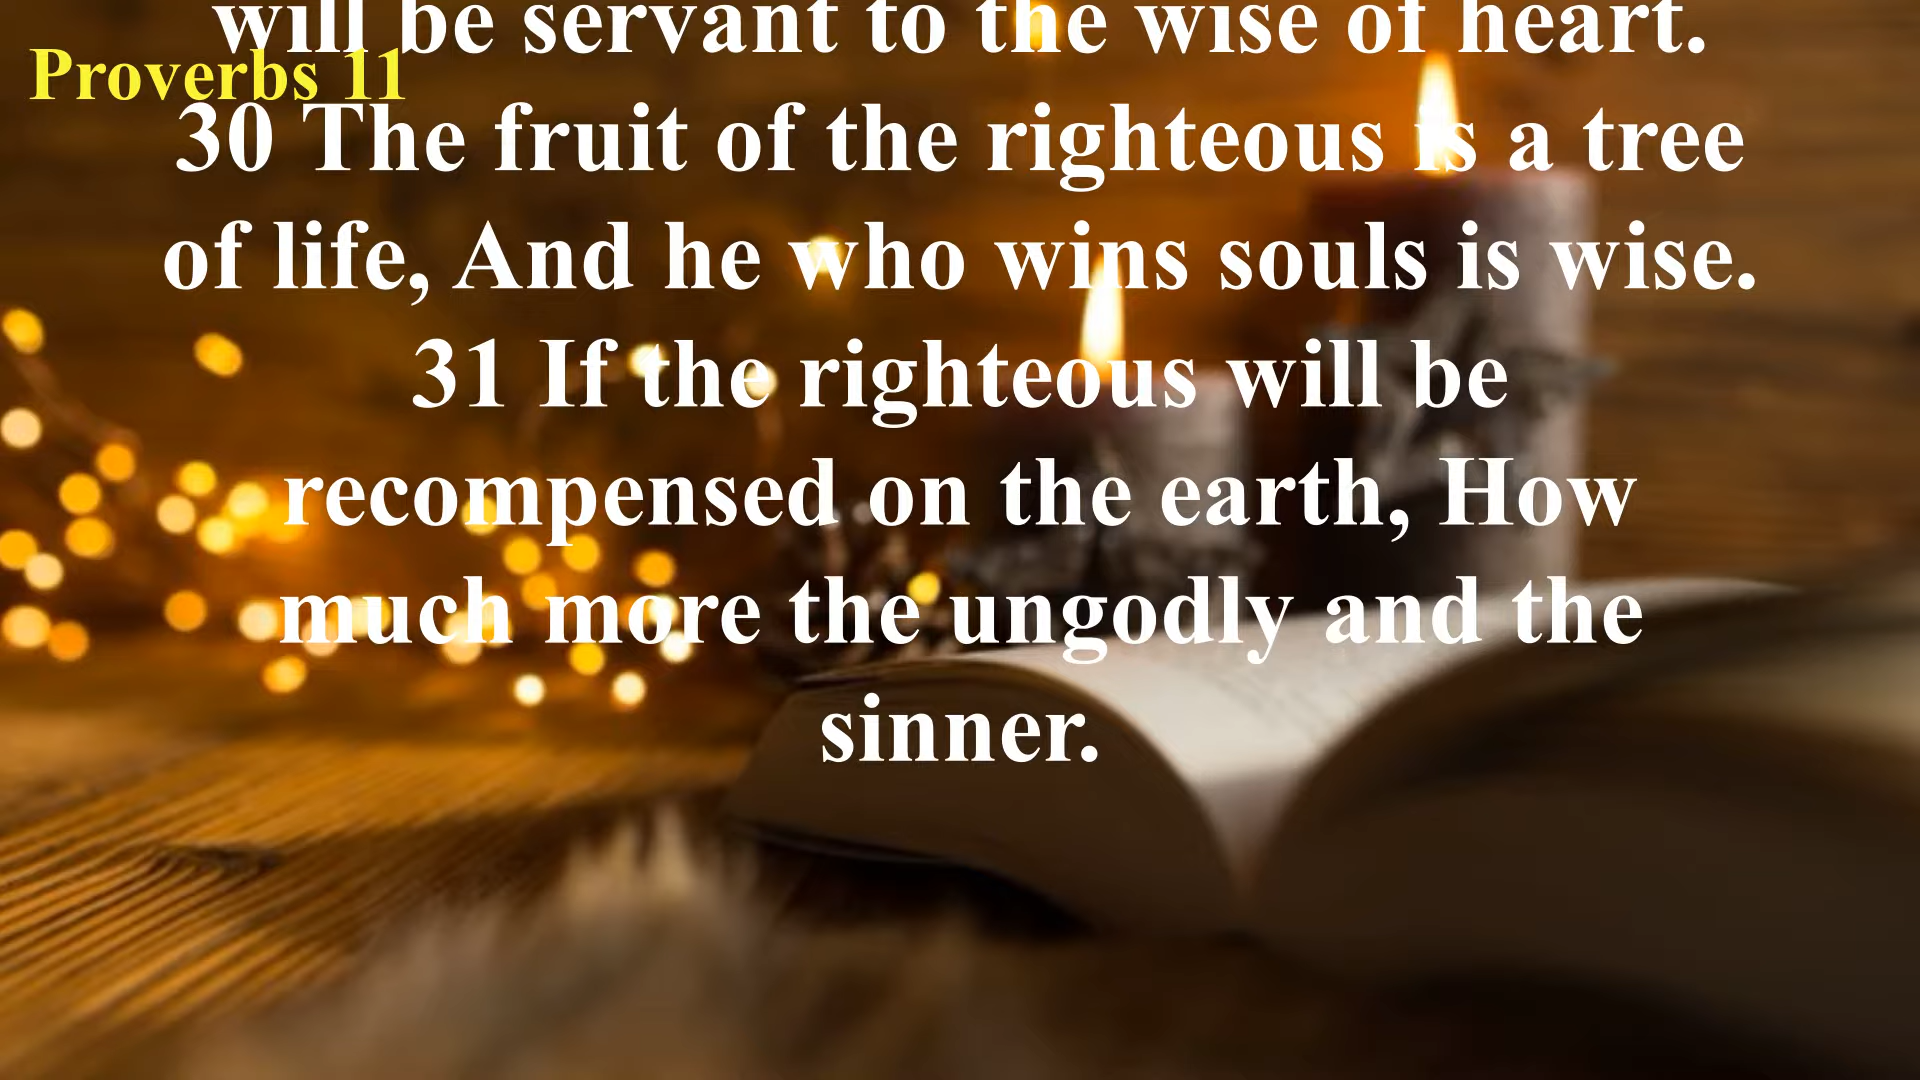 will be servant to the wise of heart.
Proverbs 11
30 The fruit of the righteous is a tree
of life, And he who wins souls is wise.
31 If the righteous will be
recompensed on the earth, How
much more the ungodly and the
sinner.